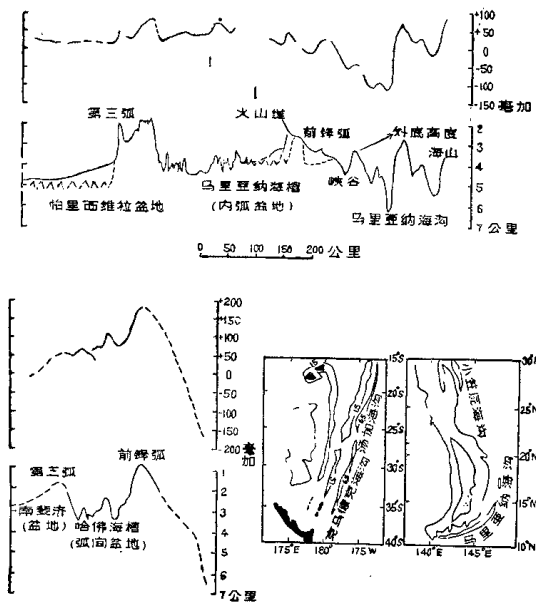 +100
+50
0
-50
-100
-150
毫加
第三弧
火山链
前锋弧
外底高度
海山
2
3
4
5
6
7公里
怕里西维拉盆地
马里亚纳海槽
(内弧盆地)
峡谷
马里亚纳海沟
0 50 100 150 200 公里
+200
+150
+100
+50
0
-50
-100
-150
-200
毫加
前锋弧
第三弧
南斐济
(盆地)
哈佛海槽
(弧间盆地)
1
2
3
4
5
6
7公里
15°S
20°S
25°S
30°S
35°S
40°S
克马德克海沟 汤加海沟
175°E 180° 175°W
30°N
25°N
20°N
15°N
10°N
小笠原海沟
马里亚纳海沟
140°E 145°E